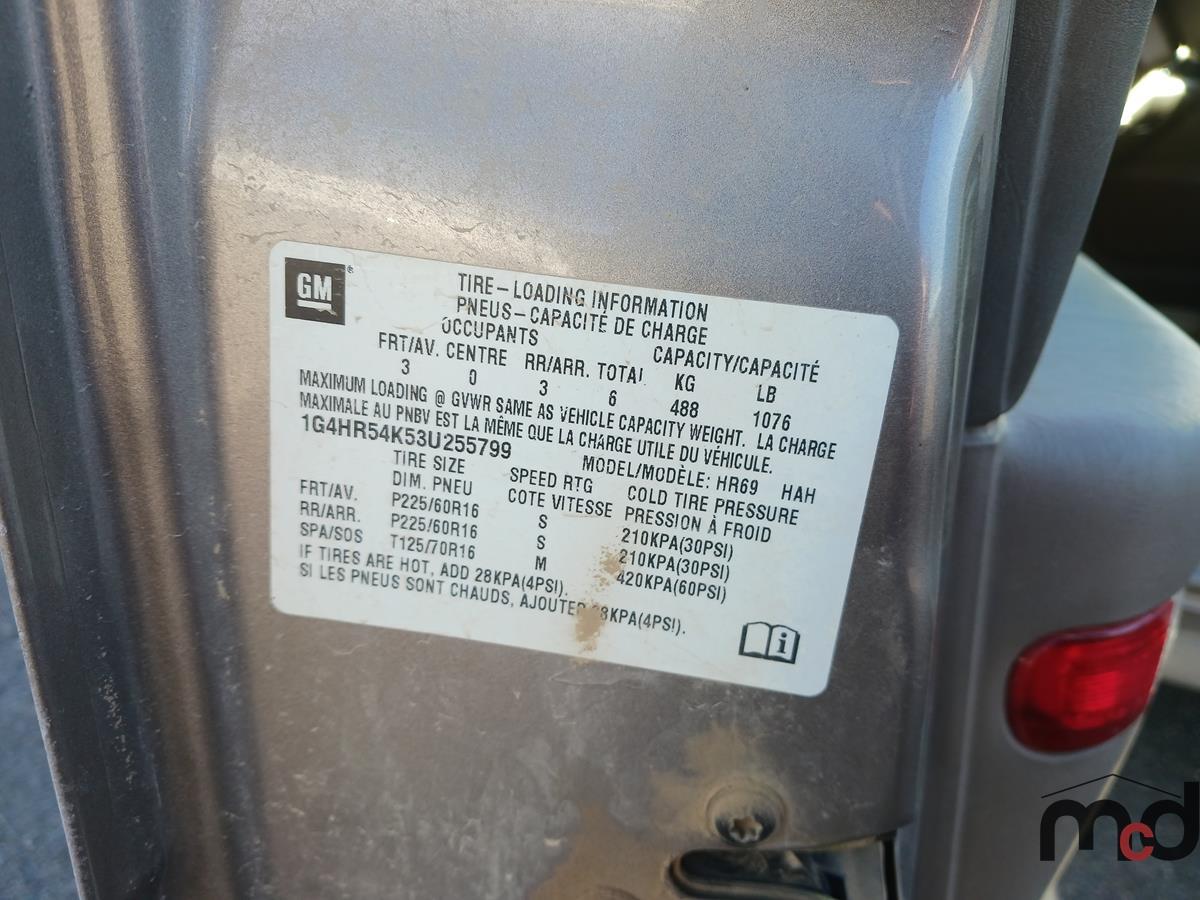 GM ®
TIRE-LOADING INFORMATION
PNEUS-CAPACITÉ DE CHARGE
OCCUPANTS CAPACITY/CAPACITÉ
FRT/AV. CENTRE RR/ARR. TOTAL KG LB
3 0 3 6 488 1076
MAXIMUM LOADING @ GVWR SAME AS VEHICLE CAPACITY WEIGHT. LA CHARGE
MAXIMALE AU PNBV EST LA MÊME QUE LA CHARGE UTILE DU VÉHICULE.
1G4HR54K53U255799 MODEL/MODÈLE: HR69 HAH
TIRE SIZE SPEED RTG COLD TIRE PRESSURE
DIM. PNEU COTE VITESSE PRESSION À FROID
FRT/AV. P225/60R16 S 210KPA(30PSI)
RR/ARR. P225/60R16 S 210KPA(30PSI)
SPA/SOS T125/70R16 M 420KPA(60PSI)
IF TIRES ARE HOT, ADD 28KPA(4PSI).
SI LES PNEUS SONT CHAUDS, AJOUTER 28KPA(4PSI).
i
mcd